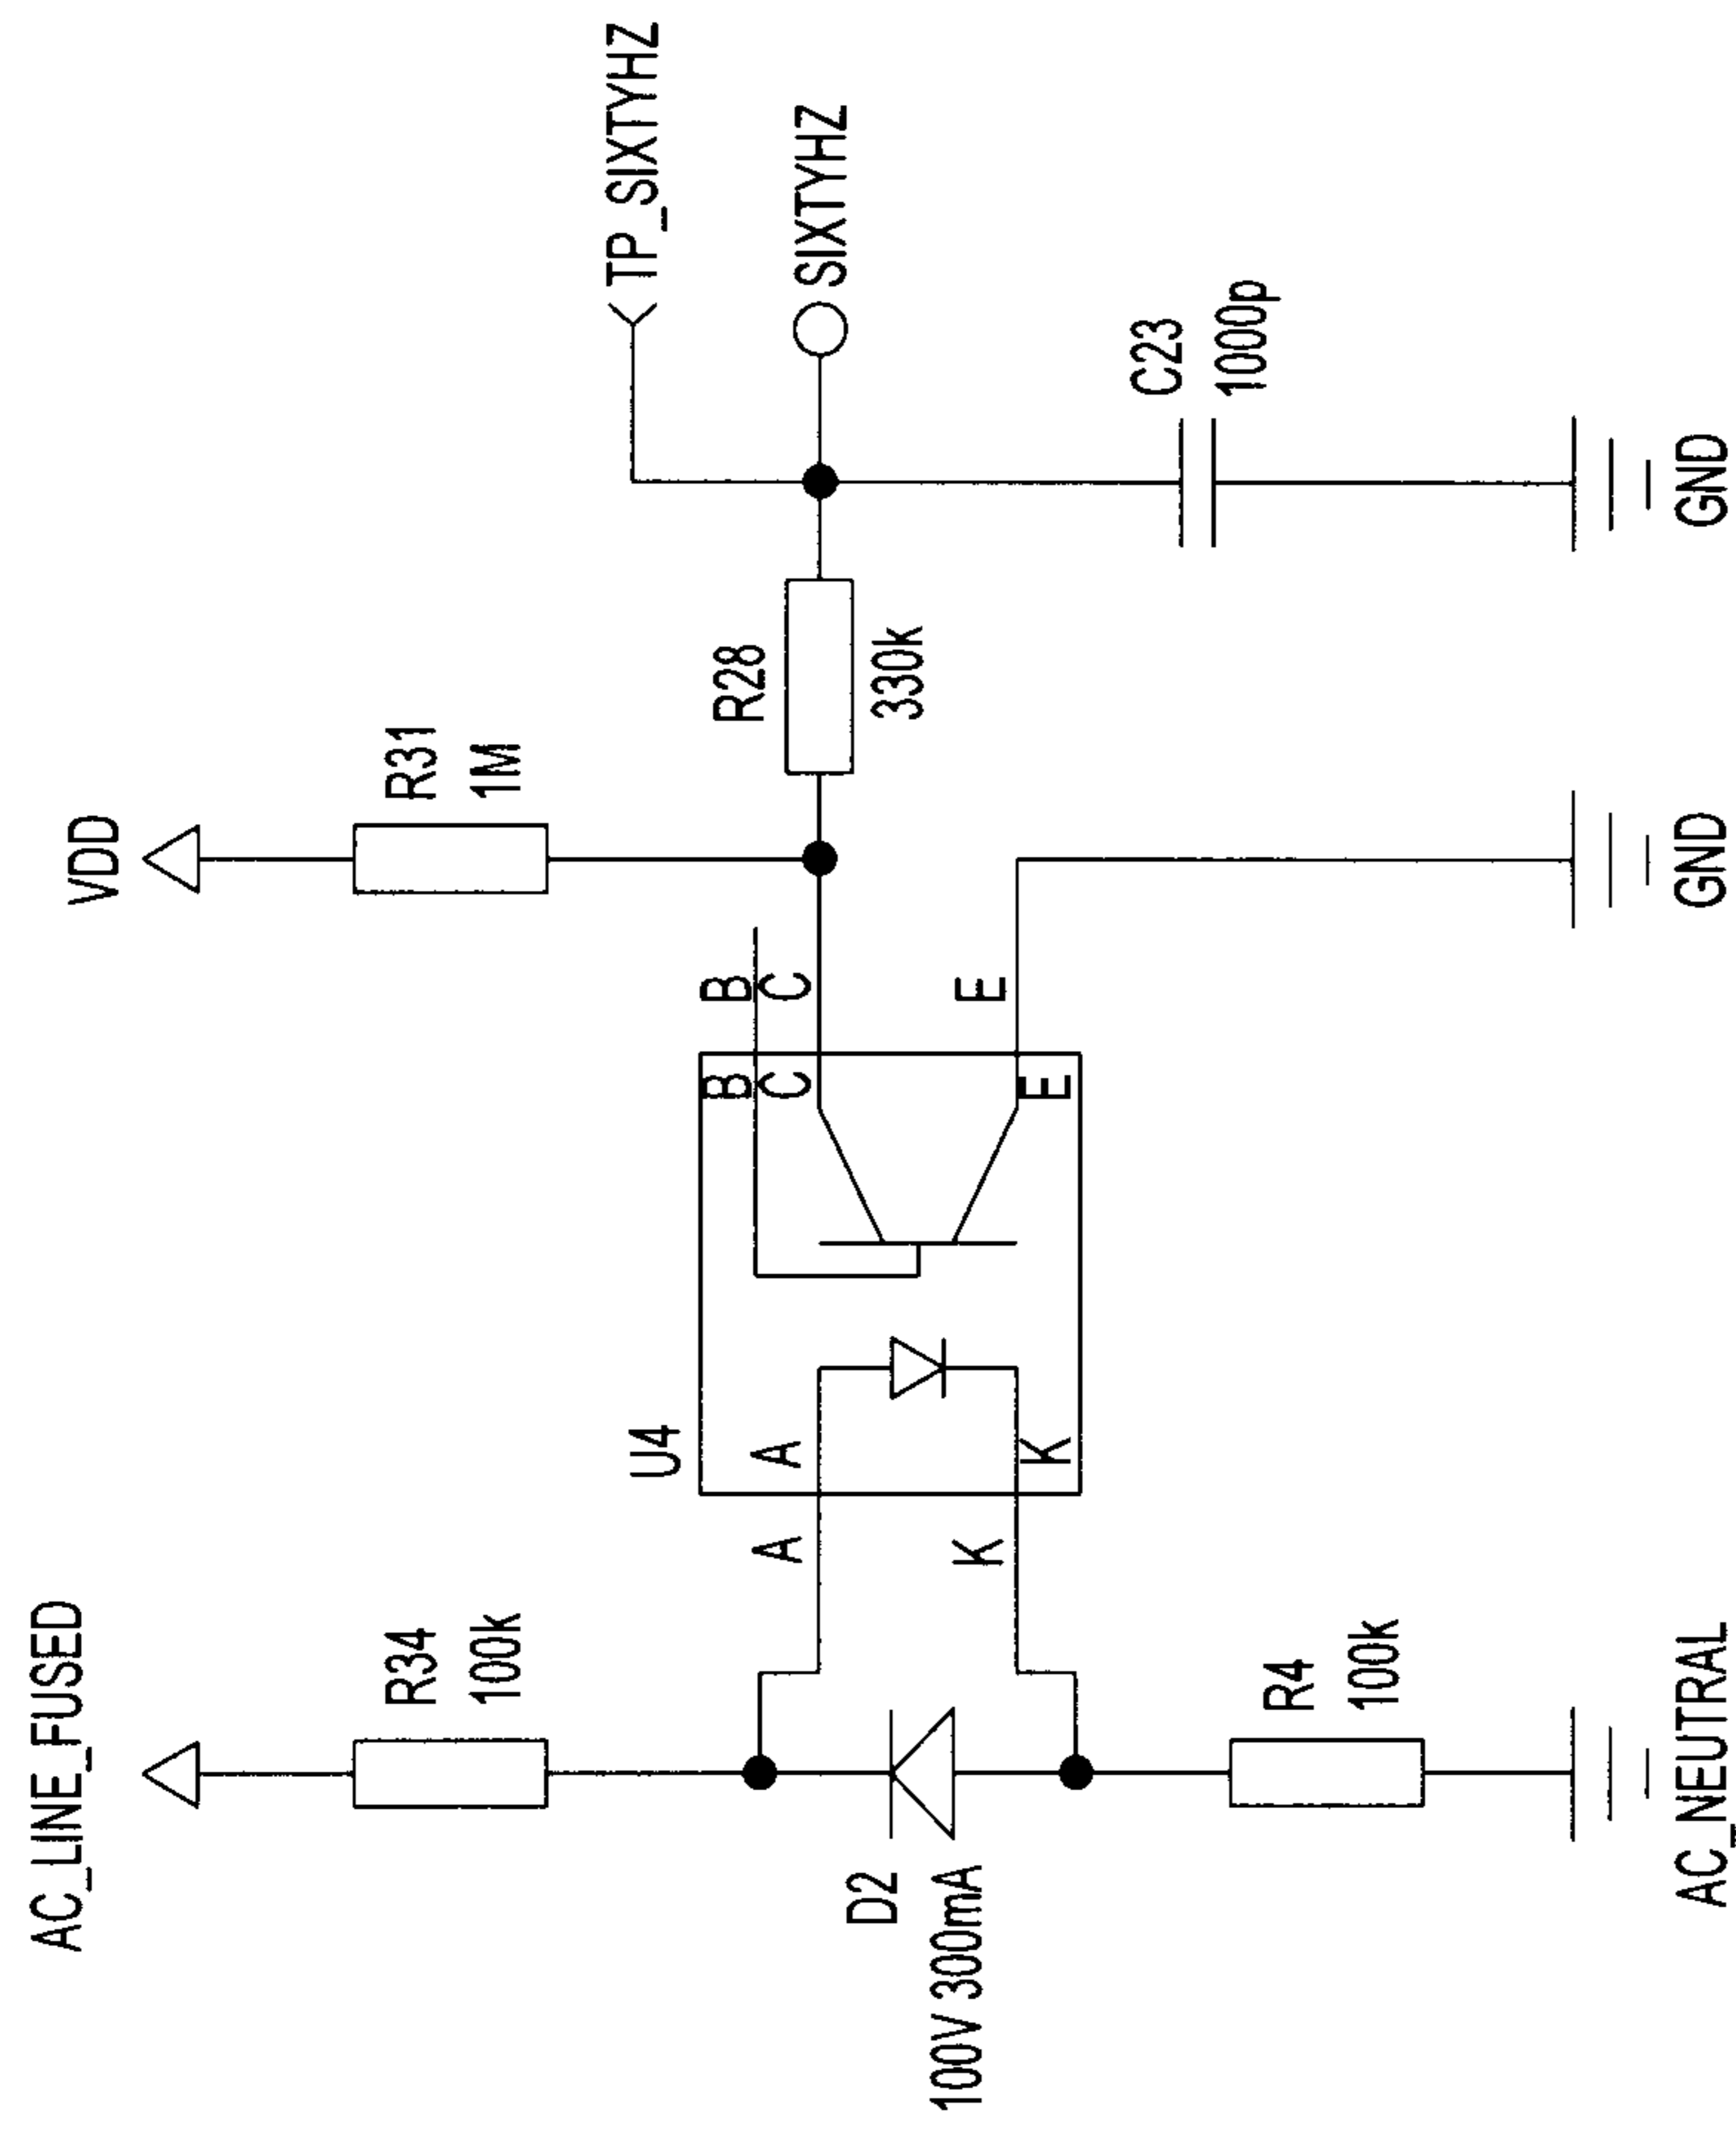 AC_LINE_FUSED
R34
100k
D2
100V 300mA
R4
100k
AC_NEUTRAL
U4
A
A
K
K
B
B
C
C
E
E
VDD
R31
1M
GND
R28
330k
TP_SIXTYHZ
SIXTYHZ
C23
1000p
GND